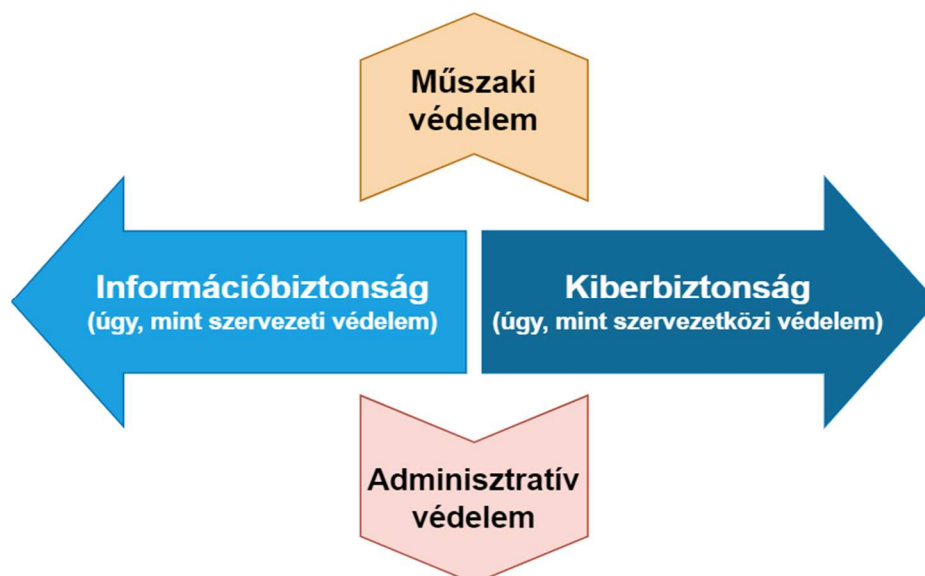 Műszaki
védelem
Információbiztonság
(úgy, mint szervezeti védelem)
Kiberbiztonság
(úgy, mint szervezetközi védelem)
Adminisztratív
védelem